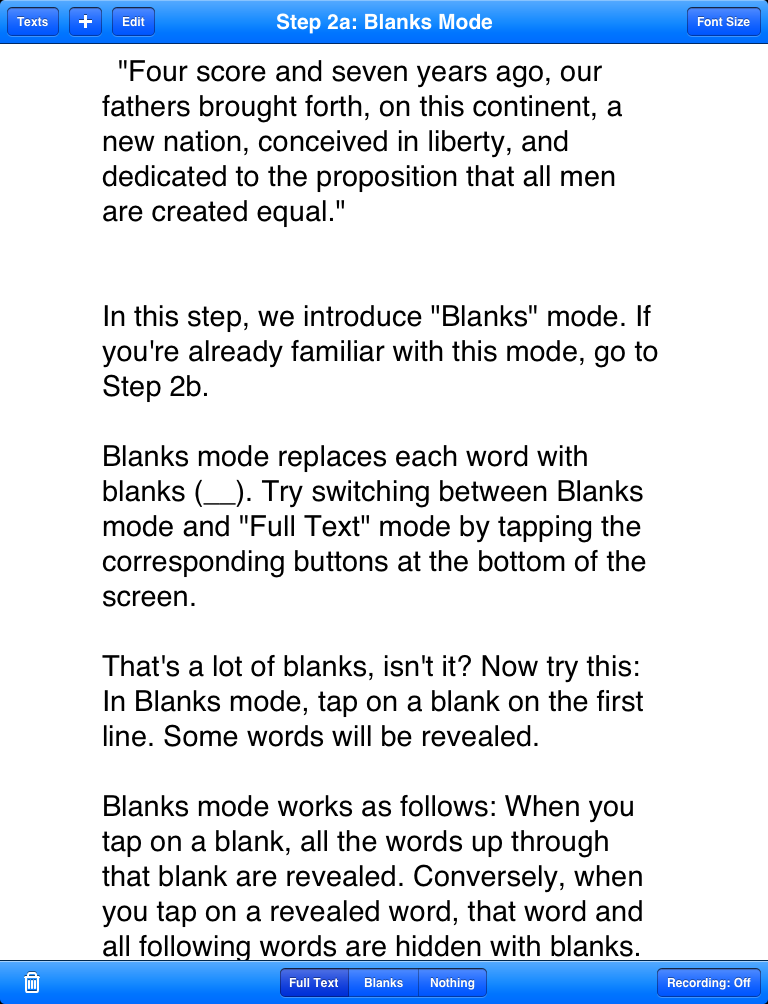 Texts + Edit Step 2a: Blanks Mode Font Size
"Four score and seven years ago, our
fathers brought forth, on this continent, a
new nation, conceived in liberty, and
dedicated to the proposition that all men
are created equal."
In this step, we introduce "Blanks" mode. If
you're already familiar with this mode, go to
Step 2b.
Blanks mode replaces each word with
blanks (__). Try switching between Blanks
mode and "Full Text" mode by tapping the
corresponding buttons at the bottom of the
screen.
That's a lot of blanks, isn't it? Now try this:
In Blanks mode, tap on a blank on the first
line. Some words will be revealed.
Blanks mode works as follows: When you
tap on a blank, all the words up through
that blank are revealed. Conversely, when
you tap on a revealed word, that word and
all following words are hidden with blanks.
Full Text Blanks Nothing Recording: Off